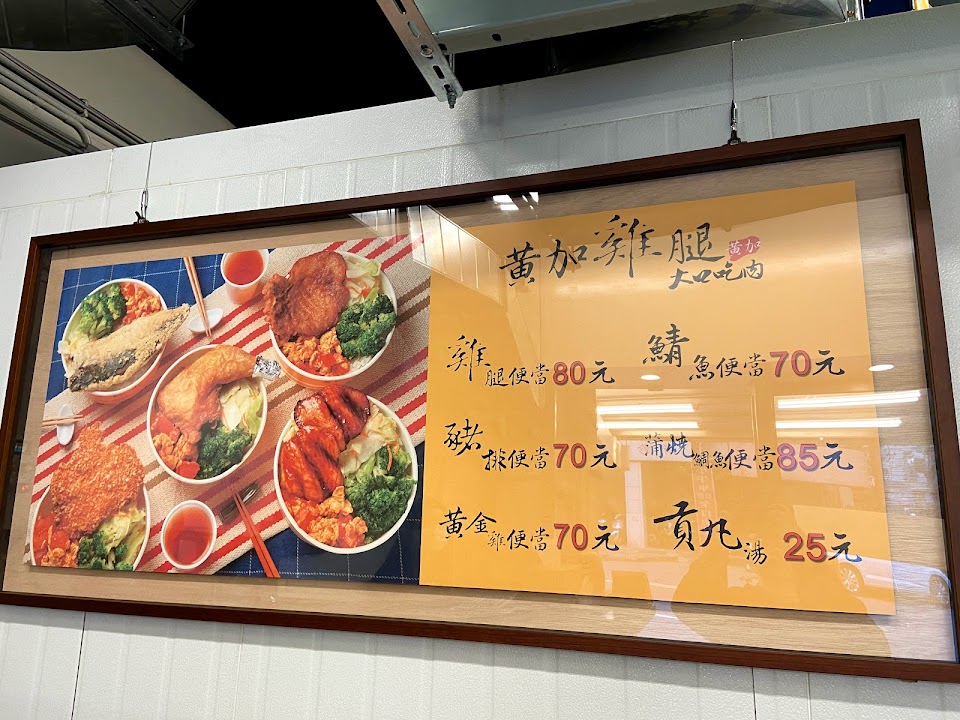 黃加雞腿
黃加
大口吃肉
雞腿便當80元
鯖魚便當70元
豬排便當70元
蒲燒鯛魚便當85元
黃金雞便當70元
貢丸湯 25元